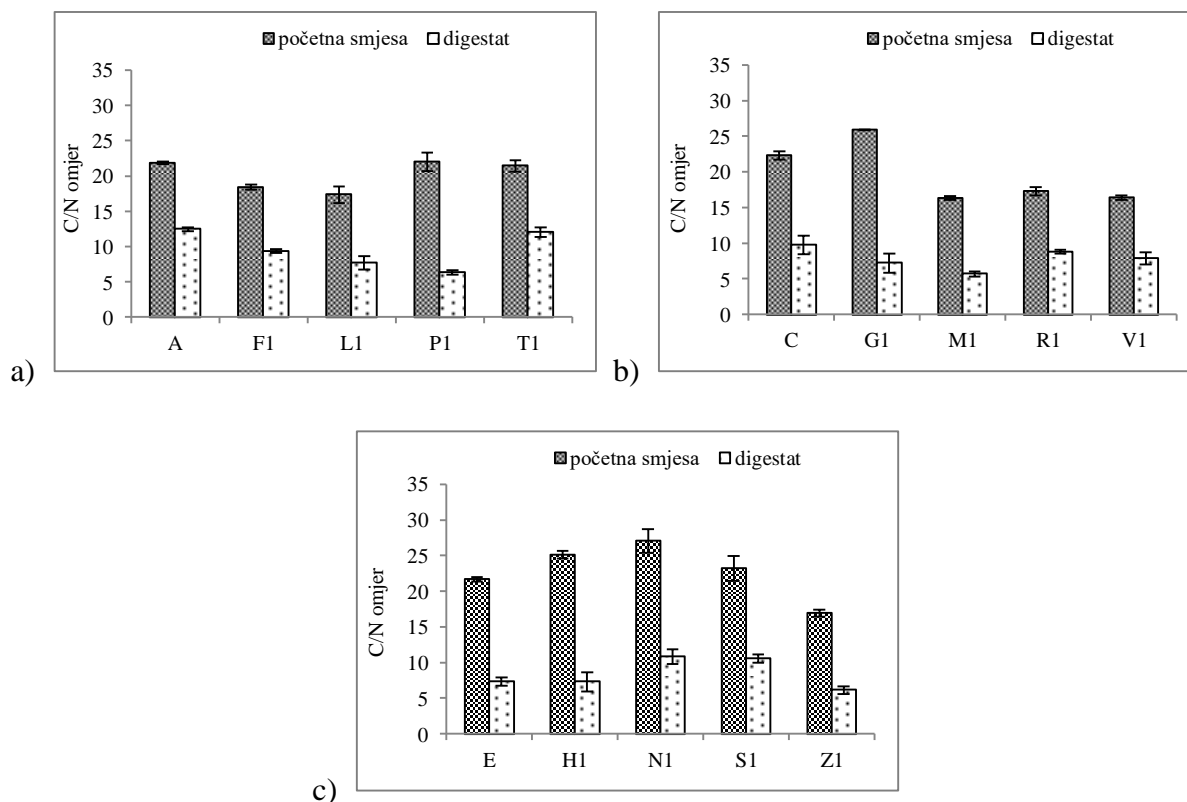 početna smjesa digestat
35
30
25
20
15
10
5
0
C/N omjer
A F1 L1 P1 T1
a)
početna smjesa digestat
35
30
25
20
15
10
5
0
C/N omjer
C G1 M1 R1 V1
b)
početna smjesa digestat
35
30
25
20
15
10
5
0
C/N omjer
E H1 N1 S1 Z1
c)